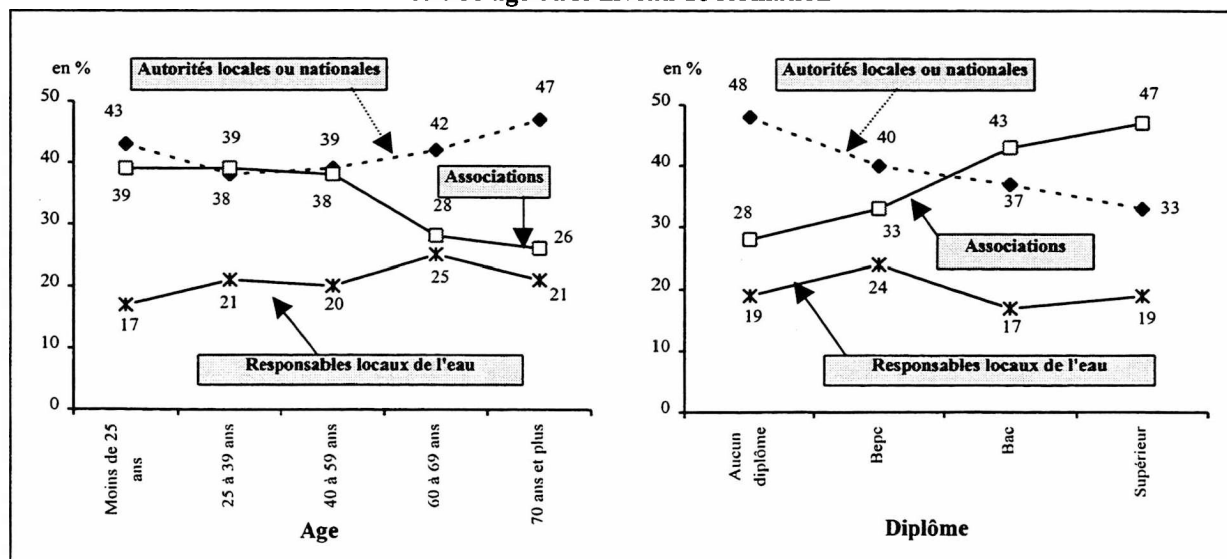 en %
Autorités locales ou nationales
50
43
39
39
42
47
40
39
38
38
Associations
30
28
26
20
17
21
20
25
21
10
Responsables locaux de l'eau
0
Moins de 25 ans
25 à 39 ans
40 à 59 ans
60 à 69 ans
70 ans et plus
Age
en %
Autorités locales ou nationales
50
48
40
43
47
40
37
33
30
28
33
Associations
20
19
24
17
19
10
Responsables locaux de l'eau
0
Aucun diplôme
Bepc
Bac
Supérieur
Diplôme